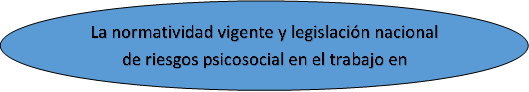 La normatividad vigente y legislación nacional
de riesgos psicosocial en el trabajo en